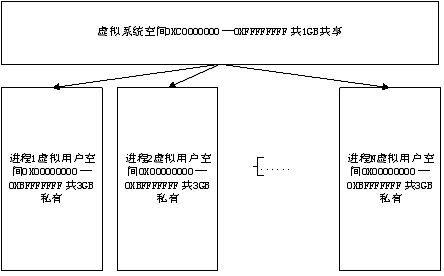 虚拟系统空间0XC0000000 —0XFFFFFFFF 共1GB共享
进程1虚拟用户空
间0X00000000 —
0XBFFFFFFF 共3GB
私有
进程2虚拟用户空
间0X00000000 —
0XBFFFFFFF 共3GB
私有
......
进程N虚拟用户空
间0X00000000 —
0XBFFFFFFF 共3GB
私有